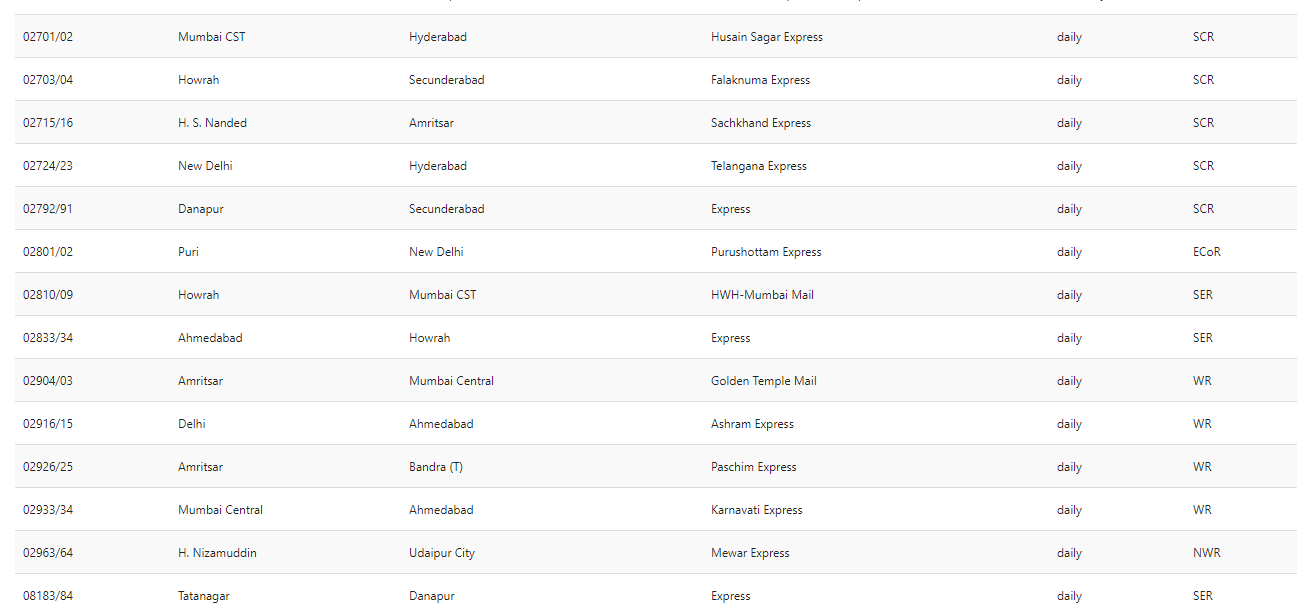 02701/02 Mumbai CST Hyderabad Husain Sagar Express daily SCR
02703/04 Howrah Secunderabad Falaknuma Express daily SCR
02715/16 H. S. Nanded Amritsar Sachkhand Express daily SCR
02724/23 New Delhi Hyderabad Telangana Express daily SCR
02792/91 Danapur Secunderabad Express daily SCR
02801/02 Puri New Delhi Purushottam Express daily ECoR
02810/09 Howrah Mumbai CST HWH-Mumbai Mail daily SER
02833/34 Ahmedabad Howrah Express daily SER
02904/03 Amritsar Mumbai Central Golden Temple Mail daily WR
02916/15 Delhi Ahmedabad Ashram Express daily WR
02926/25 Amritsar Bandra (T) Paschim Express daily WR
02933/34 Mumbai Central Ahmedabad Karnavati Express daily WR
02963/64 H. Nizamuddin Udaipur City Mewar Express daily NWR
08183/84 Tatanagar Danapur Express daily SER